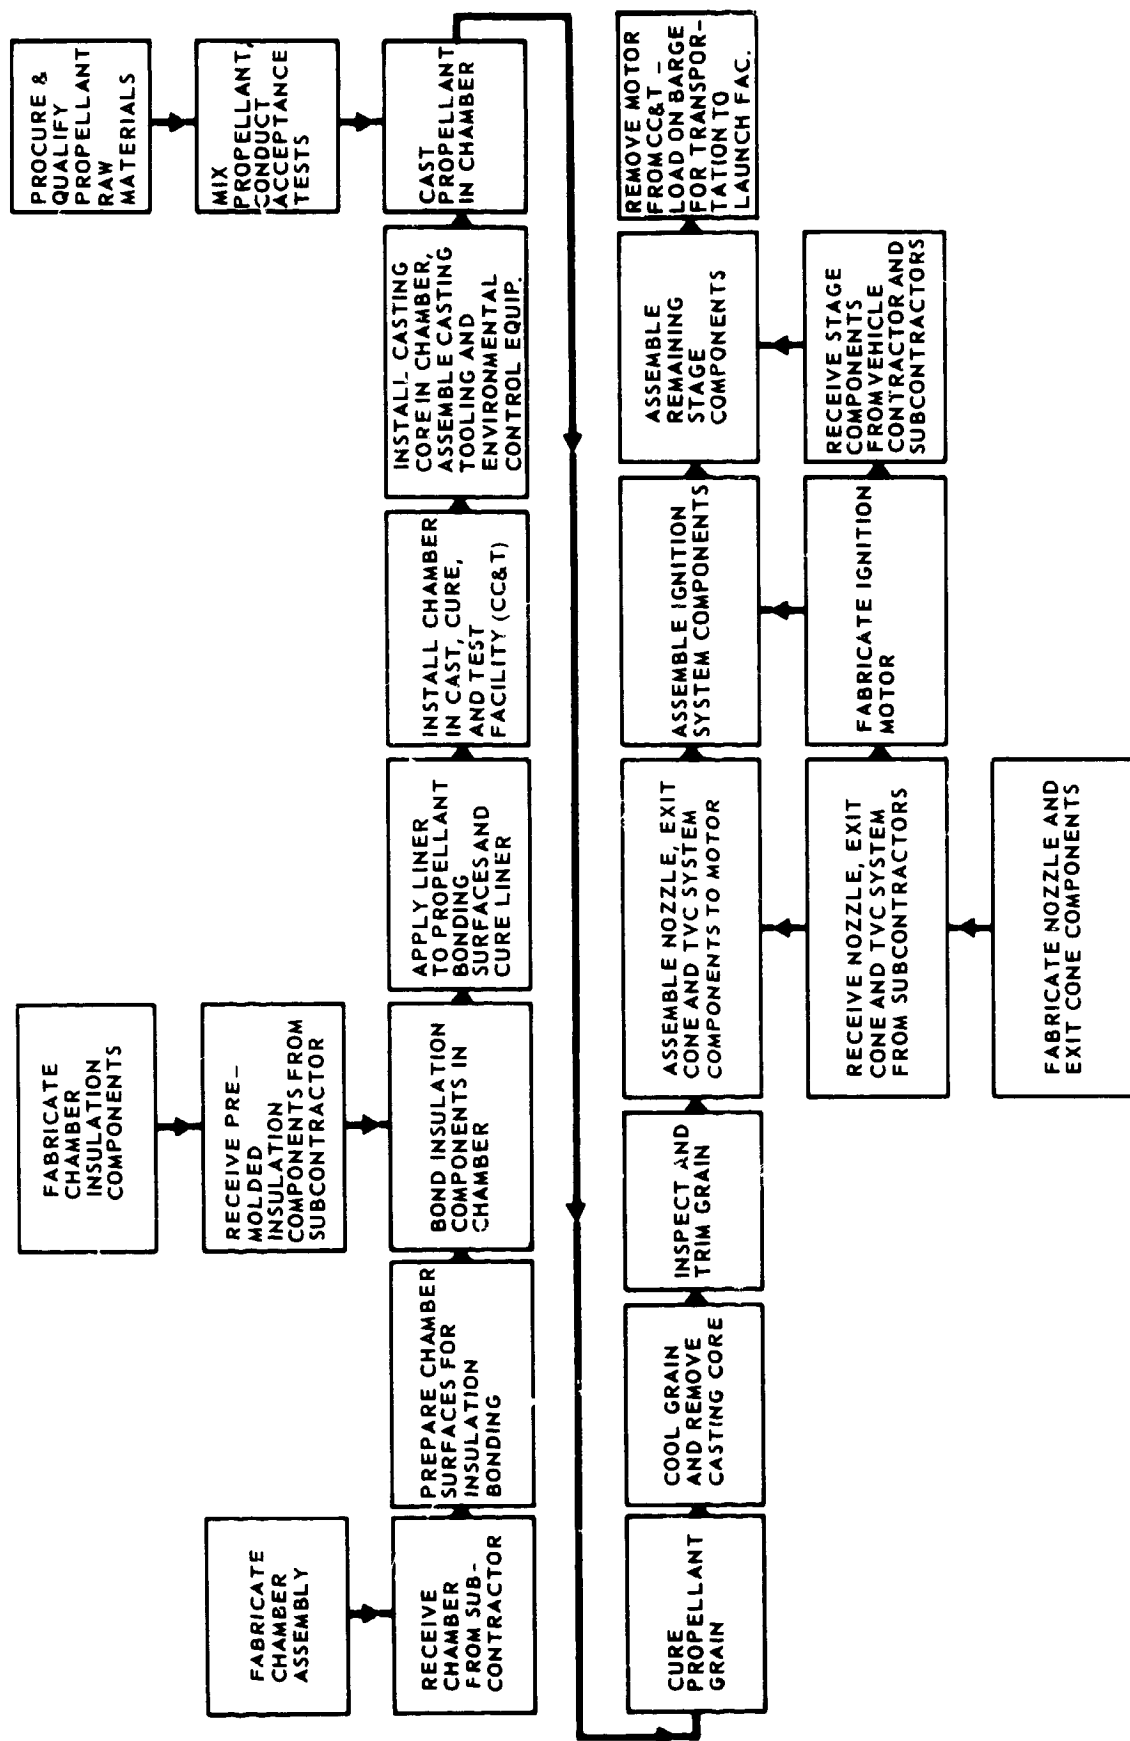 FABRICATE
CHAMBER
ASSEMBLY
RECEIVE
CHAMBER
FROM SUB-
CONTRACTOR
PREPARE CHAMBER
SURFACES FOR
INSULATION
BONDING
FABRICATE
CHAMBER
INSULATION
COMPONENTS
RECEIVE PRE-
MOLDED
INSULATION
COMPONENTS FROM
SUBCONTRACTOR
BOND INSULATION
COMPONENTS IN
CHAMBER
APPLY LINER
TO PROPELLANT
BONDING
SURFACES AND
CURE LINER
INSTALL CHAMBER
IN CAST, CURE,
AND TEST
FACILITY (CC&T)
INSTALL CASTING
CORE IN CHAMBER,
ASSEMBLE CASTING
TOOLING AND
ENVIRONMENTAL
CONTROL EQUIP.
PROCURE &
QUALIFY
PROPELLANT
RAW
MATERIALS
MIX
PROPELLANT,
CONDUCT
ACCEPTANCE
TESTS
CAST
PROPELLANT
IN CHAMBER
CURE
PROPELLANT
GRAIN
COOL GRAIN
AND REMOVE
CASTING CORE
INSPECT AND
TRIM GRAIN
ASSEMBLE NOZZLE, EXIT
CONE AND TVC SYSTEM
COMPONENTS TO MOTOR
ASSEMBLE IGNITION
SYSTEM COMPONENTS
ASSEMBLE
REMAINING
STAGE
COMPONENTS
REMOVE MOTOR
FROM CC&T -
LOAD ON BARGE
FOR TRANSPOR-
TATION TO
LAUNCH FAC.
RECEIVE NOZZLE, EXIT
CONE AND TVC SYSTEM
FROM SUBCONTRACTORS
FABRICATE IGNITION
MOTOR
RECEIVE STAGE
COMPONENTS
FROM VEHICLE
CONTRACTOR AND
SUBCONTRACTORS
FABRICATE NOZZLE AND
EXIT CONE COMPONENTS